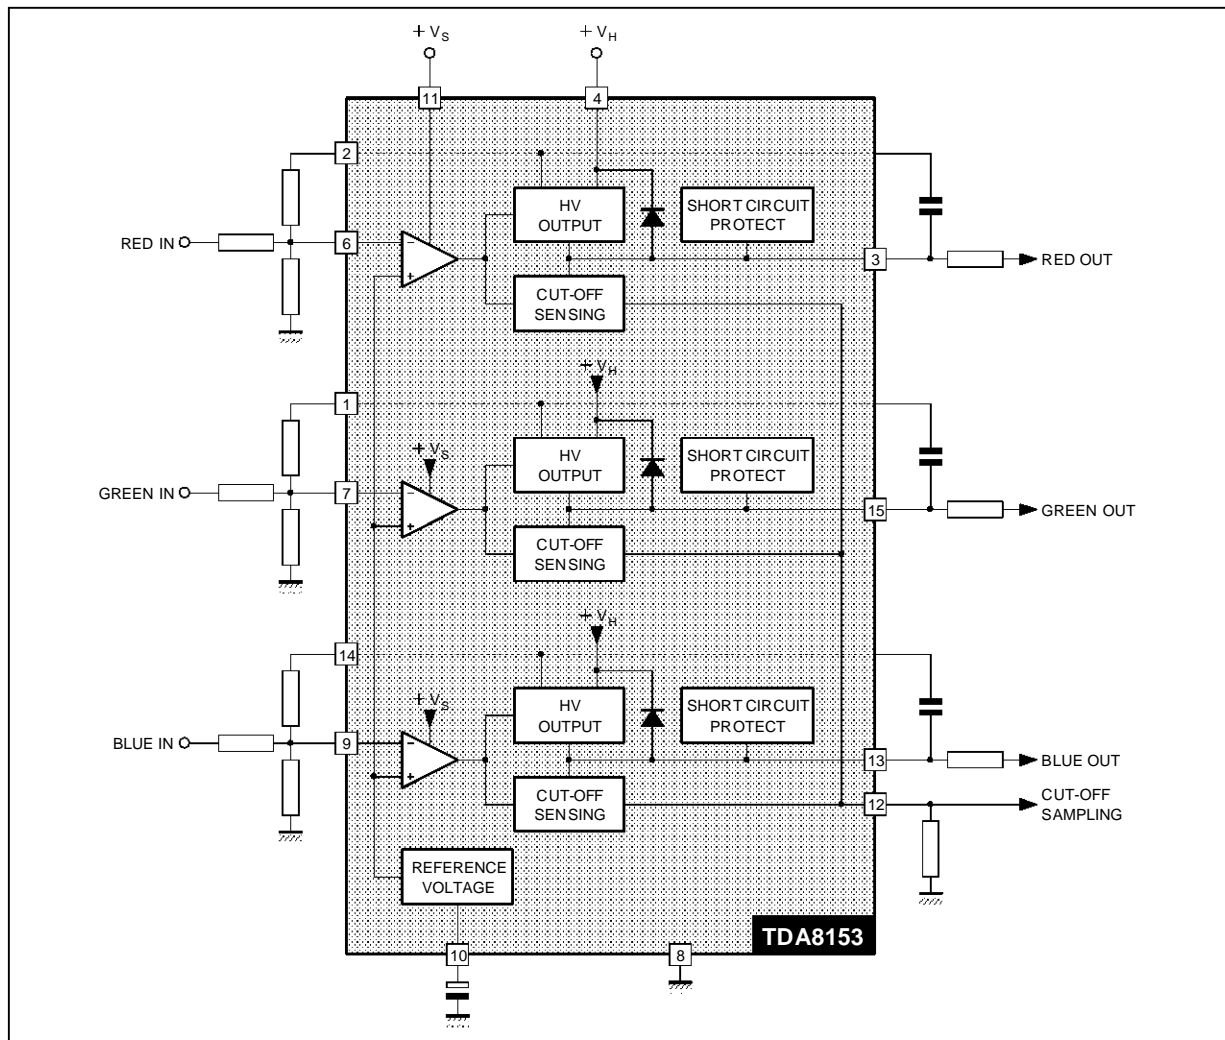 + VS
+ VH
11
4
2
HV
OUTPUT
SHORT CIRCUIT
PROTECT
RED IN
6
-
+
3
RED OUT
CUT-OFF
SENSING
+ VH
1
+ VS
HV
OUTPUT
SHORT CIRCUIT
PROTECT
GREEN IN
7
-
+
15
GREEN OUT
CUT-OFF
SENSING
+ VH
14
+ VS
HV
OUTPUT
SHORT CIRCUIT
PROTECT
BLUE IN
9
-
+
13
BLUE OUT
CUT-OFF
SENSING
12
CUT-OFF
SAMPLING
REFERENCE
VOLTAGE
TDA8153
10
8